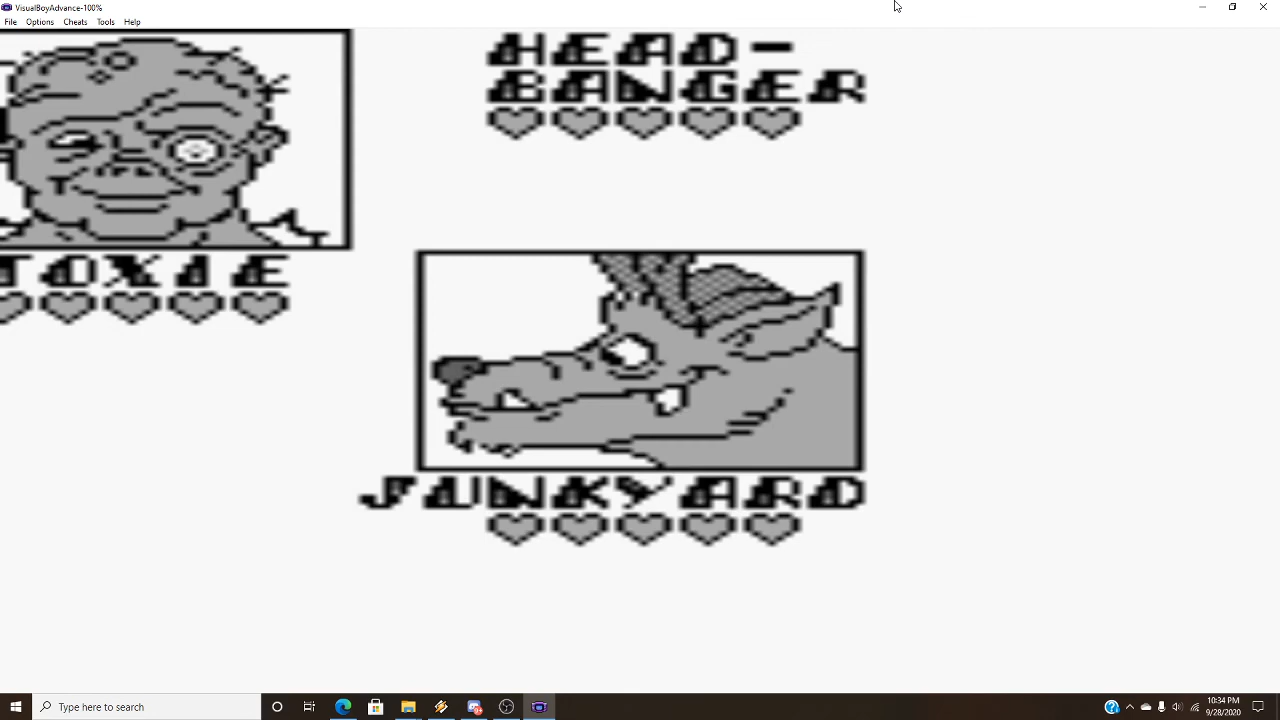 VisualBoyAdvance-100%
File Options Cheats Tools Help
HEAD-
BANGER
TOXIE
JUNKYARD
Type here to search
10:34 PM
9/28/2020